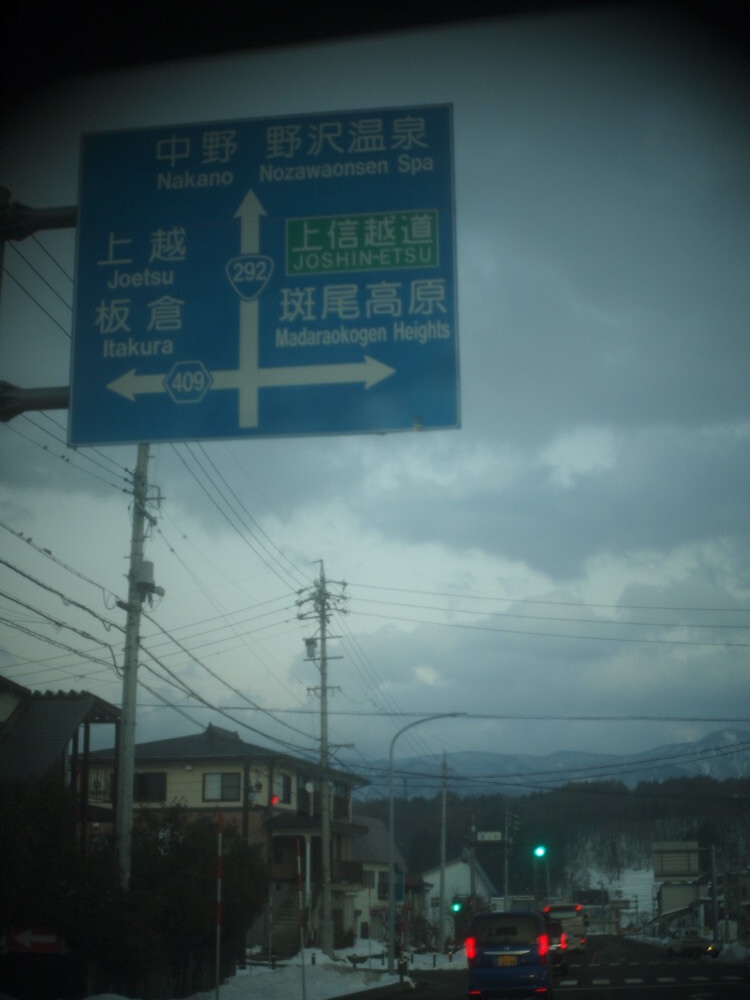 中野 野沢温泉
Nakano Nozawaonsen Spa
上越
Joetsu
板倉
Itakura
292
上信越道
JOSHIN-ETSU
斑尾高原
Madaraokogen Heights
409